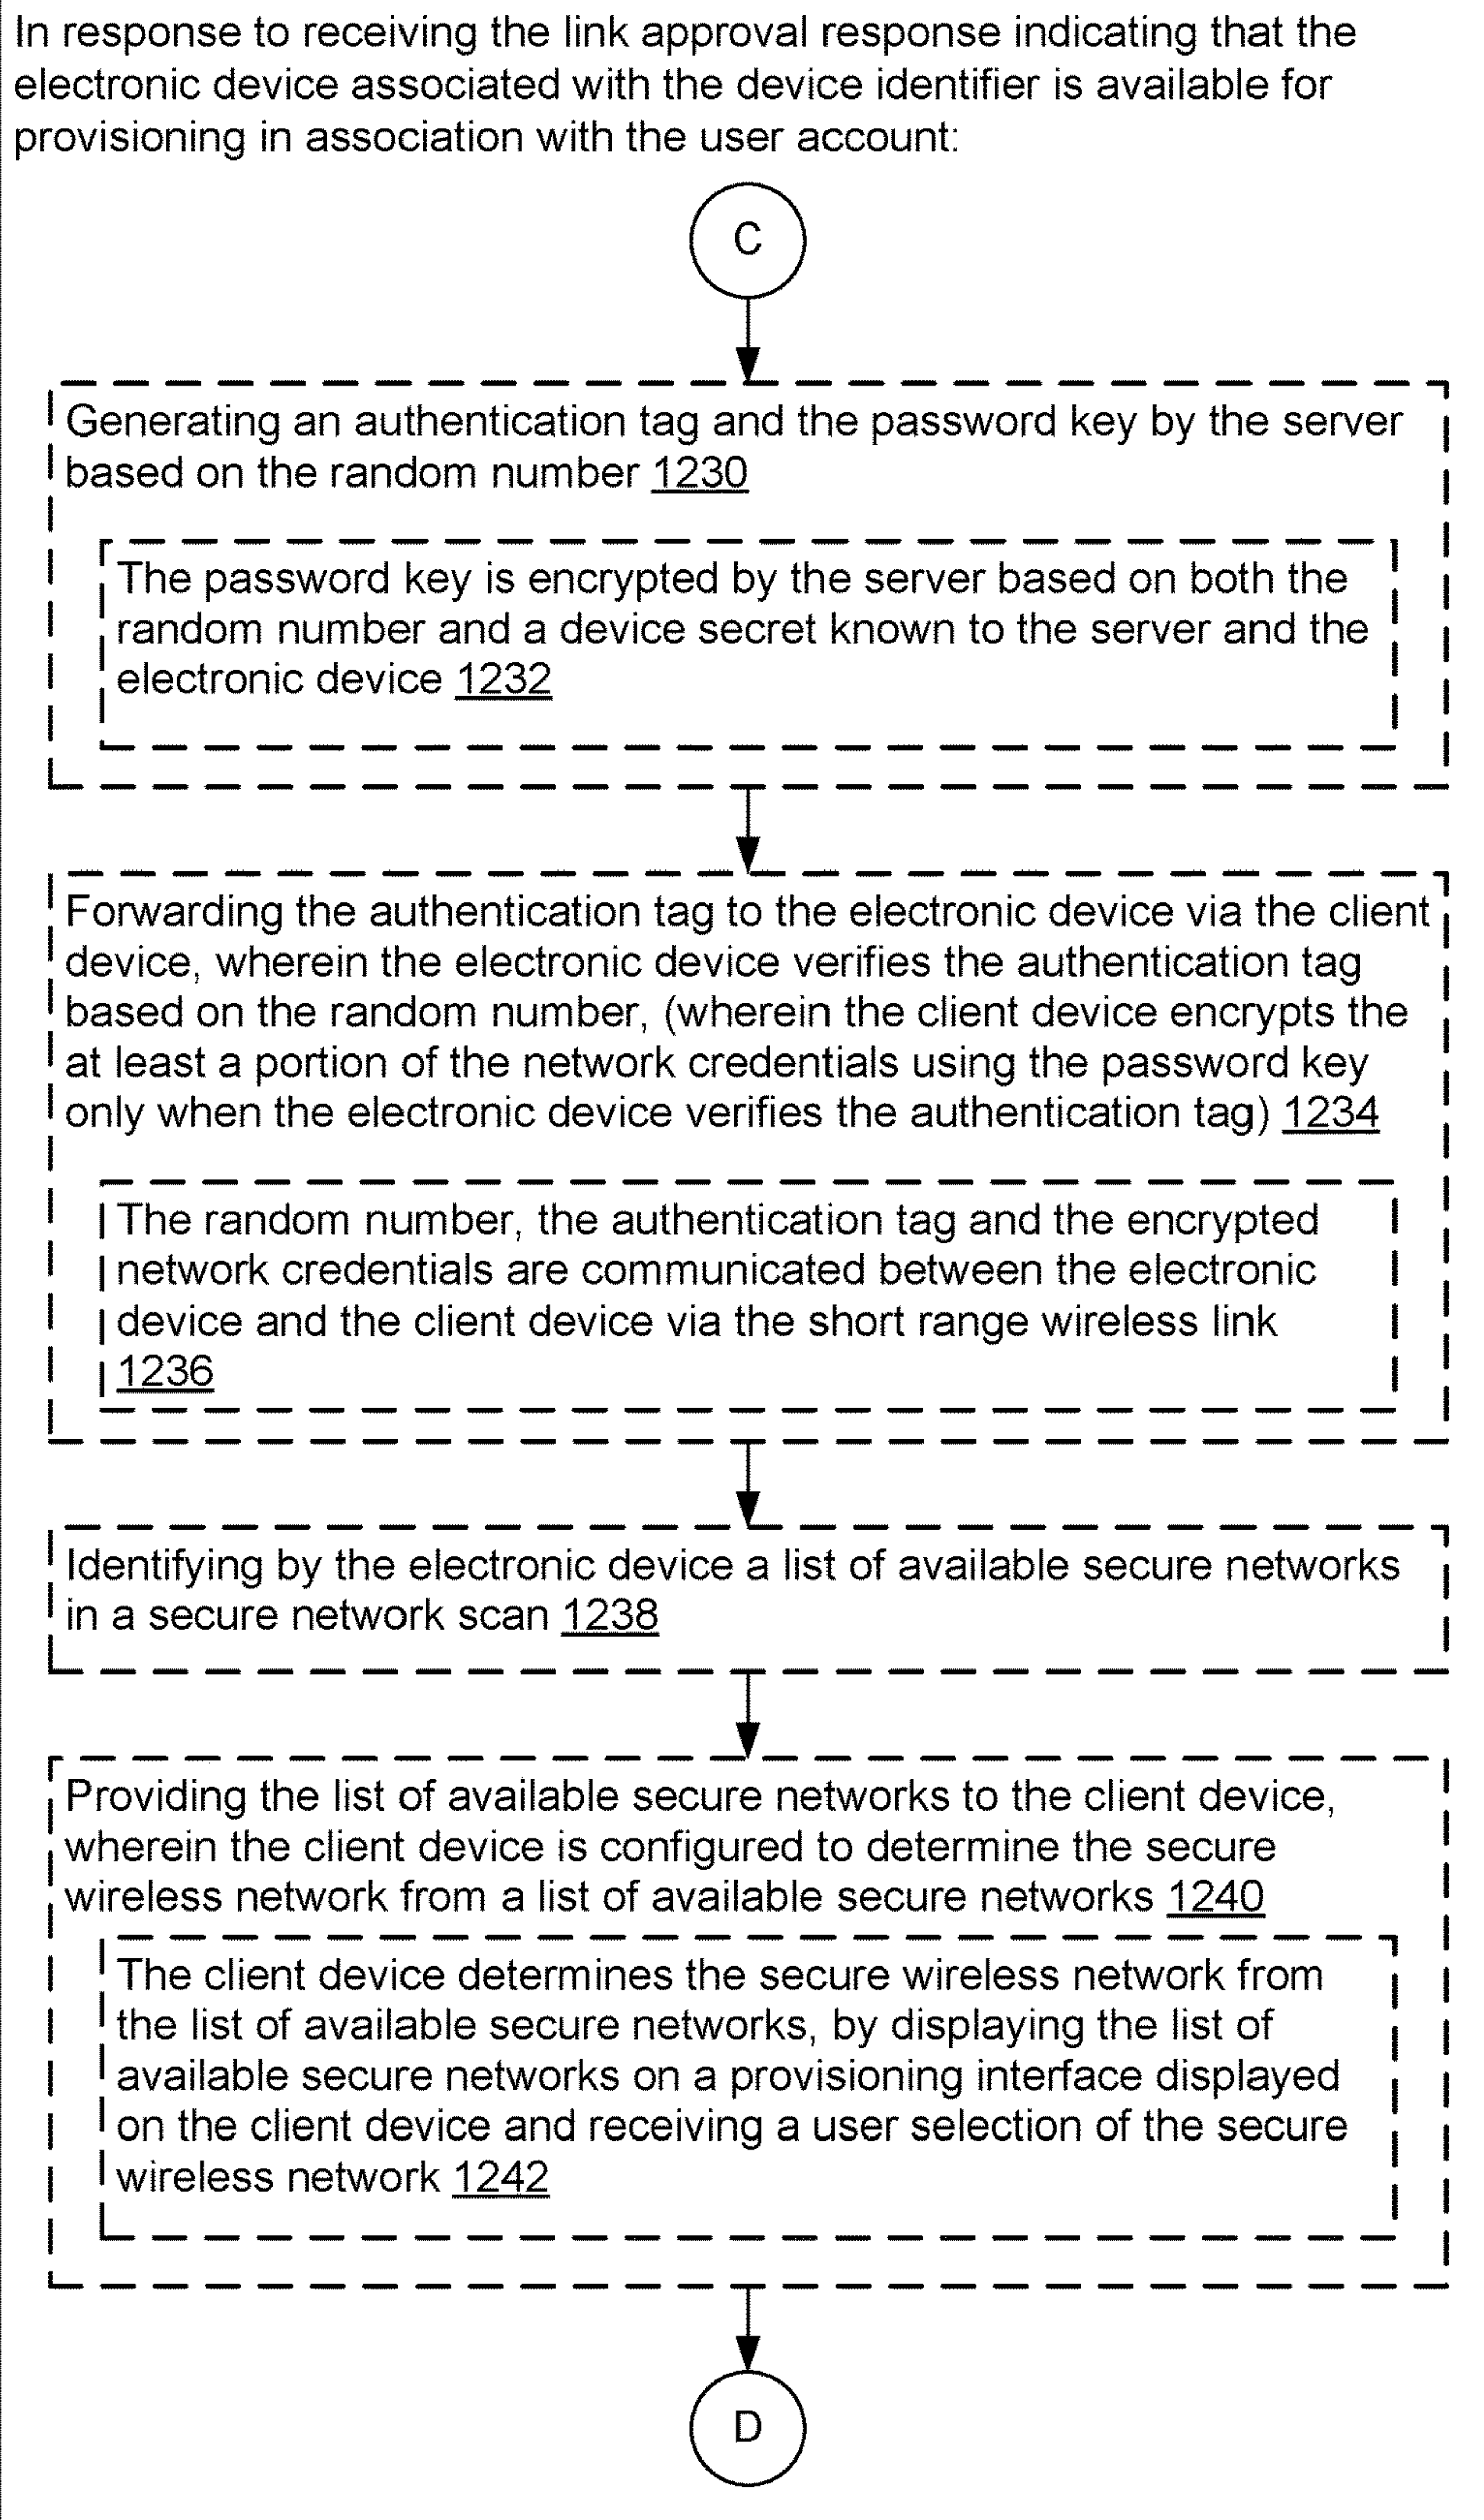 In response to receiving the link approval response indicating that the
electronic device associated with the device identifier is available for
provisioning in association with the user account:
C
Generating an authentication tag and the password key by the server
based on the random number 1230
The password key is encrypted by the server based on both the
random number and a device secret known to the server and the
electronic device 1232
Forwarding the authentication tag to the electronic device via the client
device, wherein the electronic device verifies the authentication tag
based on the random number, (wherein the client device encrypts the
at least a portion of the network credentials using the password key
only when the electronic device verifies the authentication tag) 1234
The random number, the authentication tag and the encrypted
network credentials are communicated between the electronic
device and the client device via the short range wireless link
1236
Identifying by the electronic device a list of available secure networks
in a secure network scan 1238
Providing the list of available secure networks to the client device,
wherein the client device is configured to determine the secure
wireless network from a list of available secure networks 1240
The client device determines the secure wireless network from
the list of available secure networks, by displaying the list of
available secure networks on a provisioning interface displayed
on the client device and receiving a user selection of the secure
wireless network 1242
D